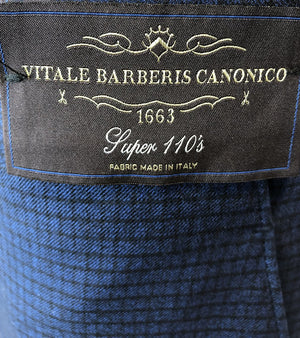 VITALE BARBERIS CANONICO
1663
Super 110's
FABRIC MADE IN ITALY